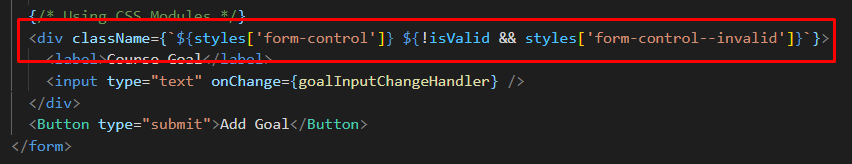 {/* Using CSS Modules */}
<div className={`${styles['form-control']} ${!isValid && styles['form-control--invalid']}`}>
<label>Course Goal</label>
<input type="text" onChange={goalInputChangeHandler} />
</div>
<Button type="submit">Add Goal</Button>
</form>